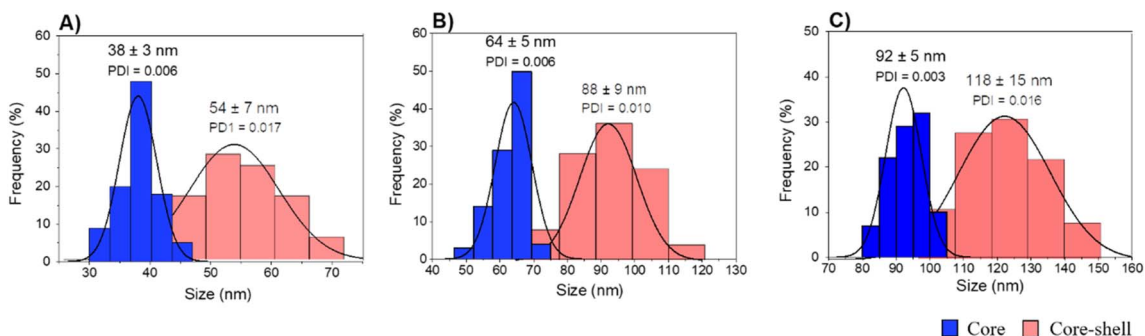 A)
38 ± 3 nm
PDI = 0.006
54 ± 7 nm
PD1 = 0.017
Frequency (%)
60
50
40
30
20
10
0
30 40 50 60 70
Size (nm)
B)
64 ± 5 nm
PDI = 0.006
88 ± 9 nm
PDI = 0.010
Frequency (%)
60
50
40
30
20
10
0
40 50 60 70 80 90 100 110 120 130
Size (nm)
C)
92 ± 5 nm
PDI = 0.003
118 ± 15 nm
PDI = 0.016
Frequency (%)
50
40
30
20
10
0
70 80 90 100 110 120 130 140 150 160
Size (nm)
Core Core-shell